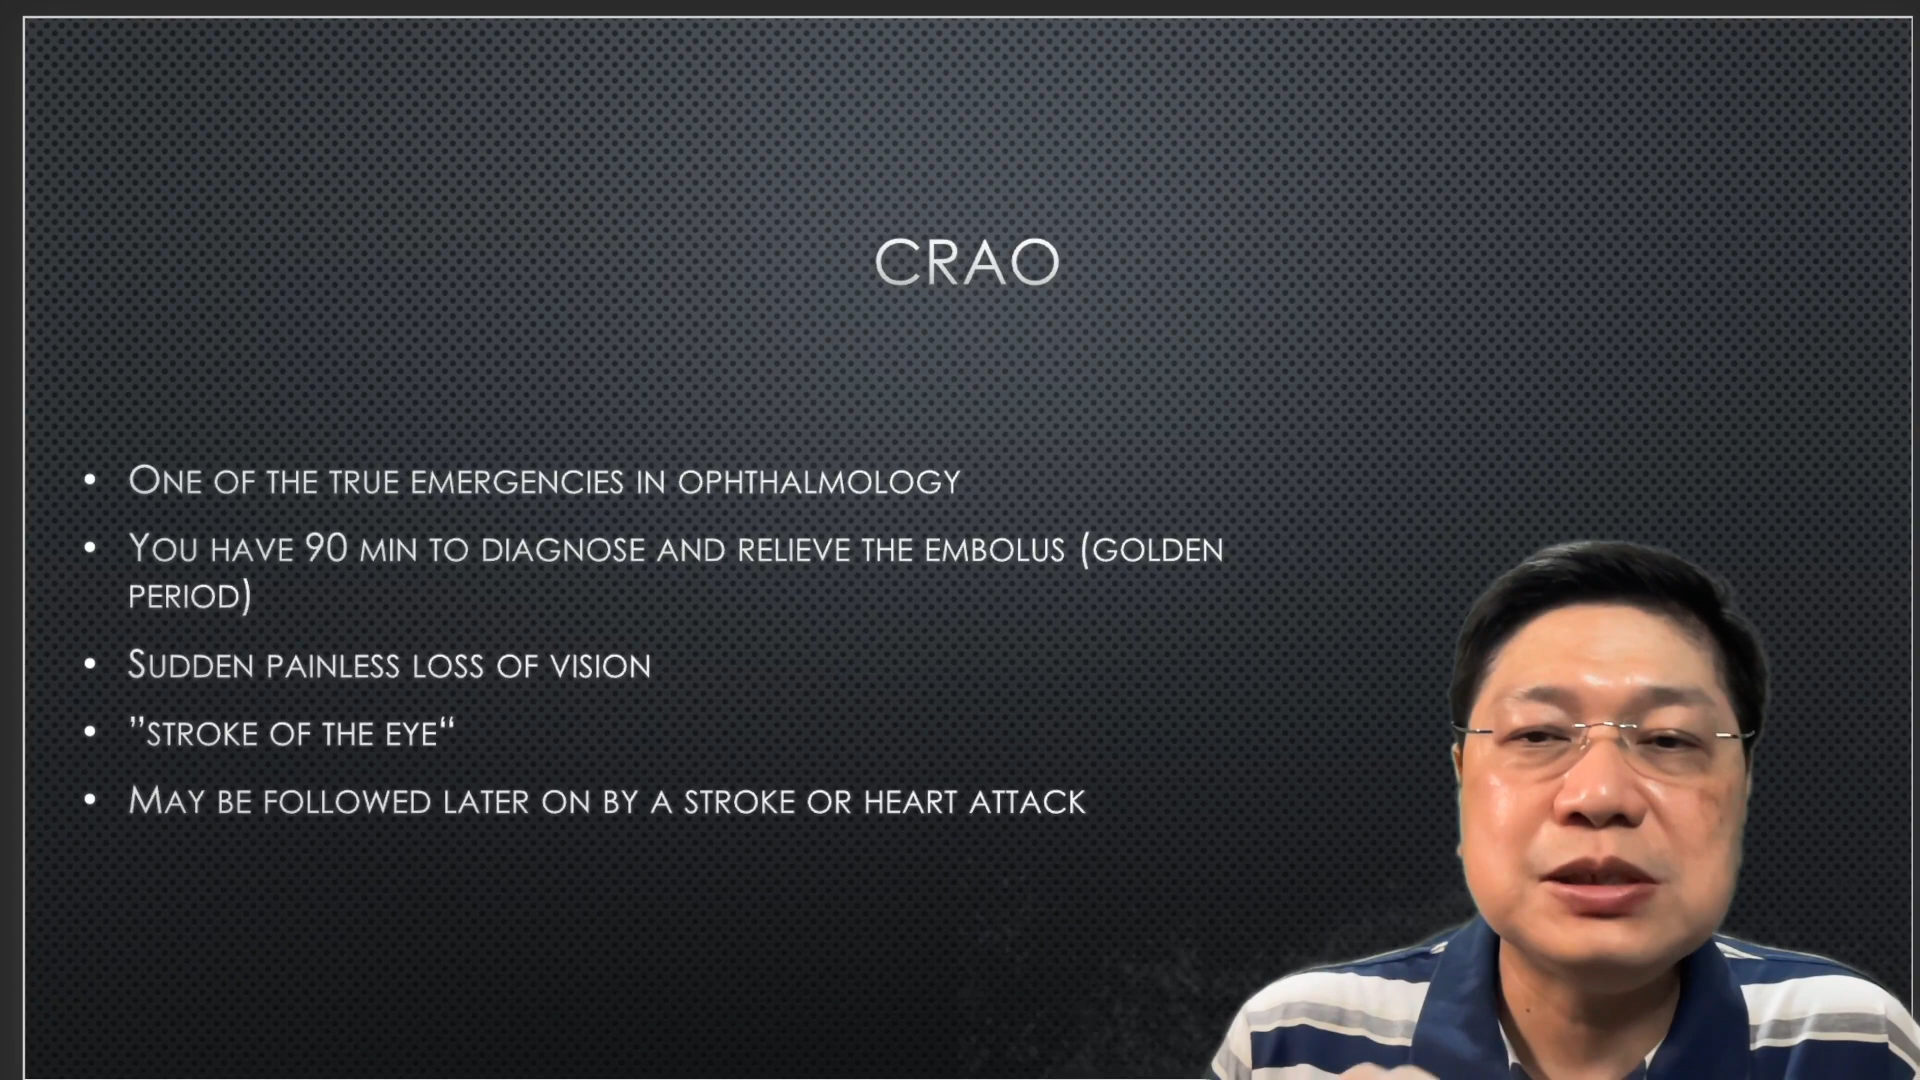 CRAO
• One of the true emergencies in ophthalmology
• You have 90 min to diagnose and relieve the embolus (golden
period)
• Sudden painless loss of vision
• ”stroke of the eye“
• May be followed later on by a stroke or heart attack